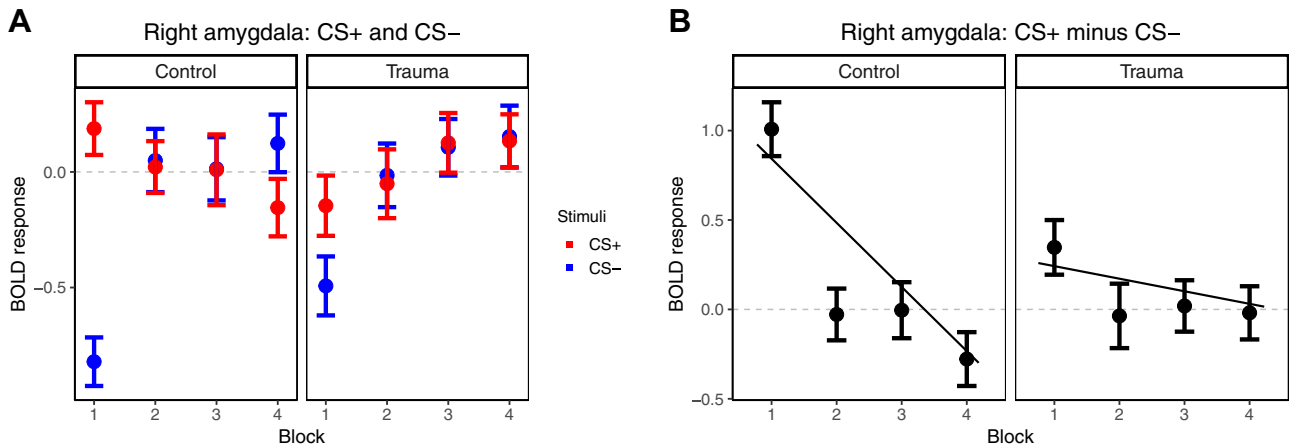 A
Right amygdala: CS+ and CS−
Control
Trauma
BOLD response
0.0
−0.5
1
2
3
4
1
2
3
4
Block
Stimuli
CS+
CS−
B
Right amygdala: CS+ minus CS−
Control
Trauma
BOLD response
1.0
0.5
0.0
−0.5
1
2
3
4
1
2
3
4
Block